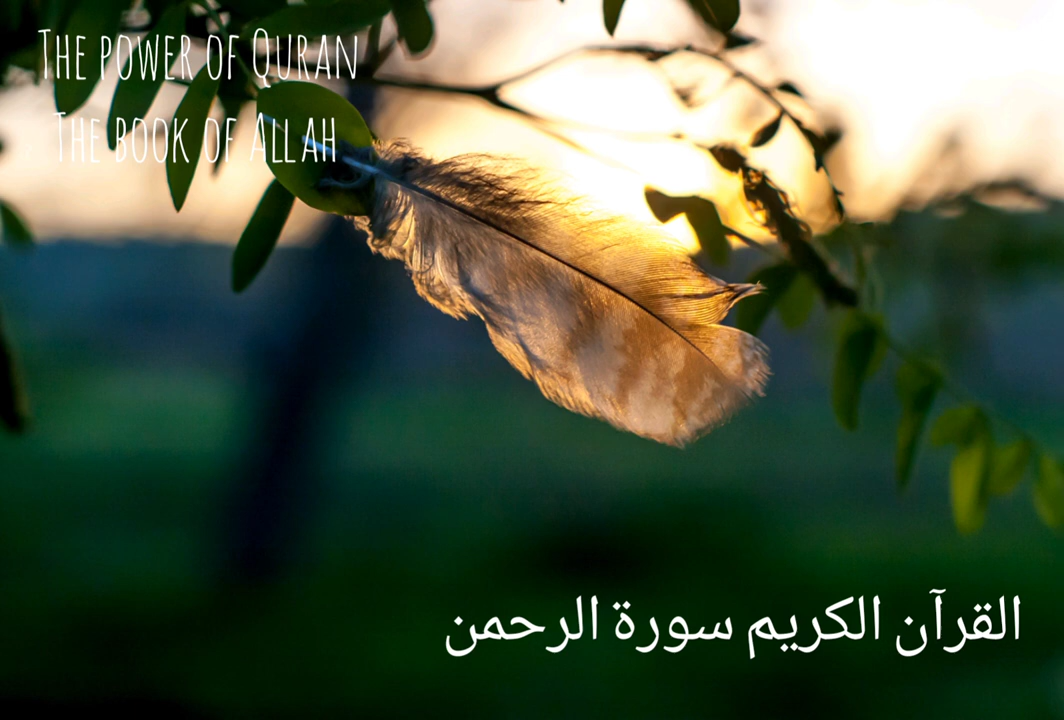 The power of Quran
The book of Allah
القرآن الكريم سورة الرحمن